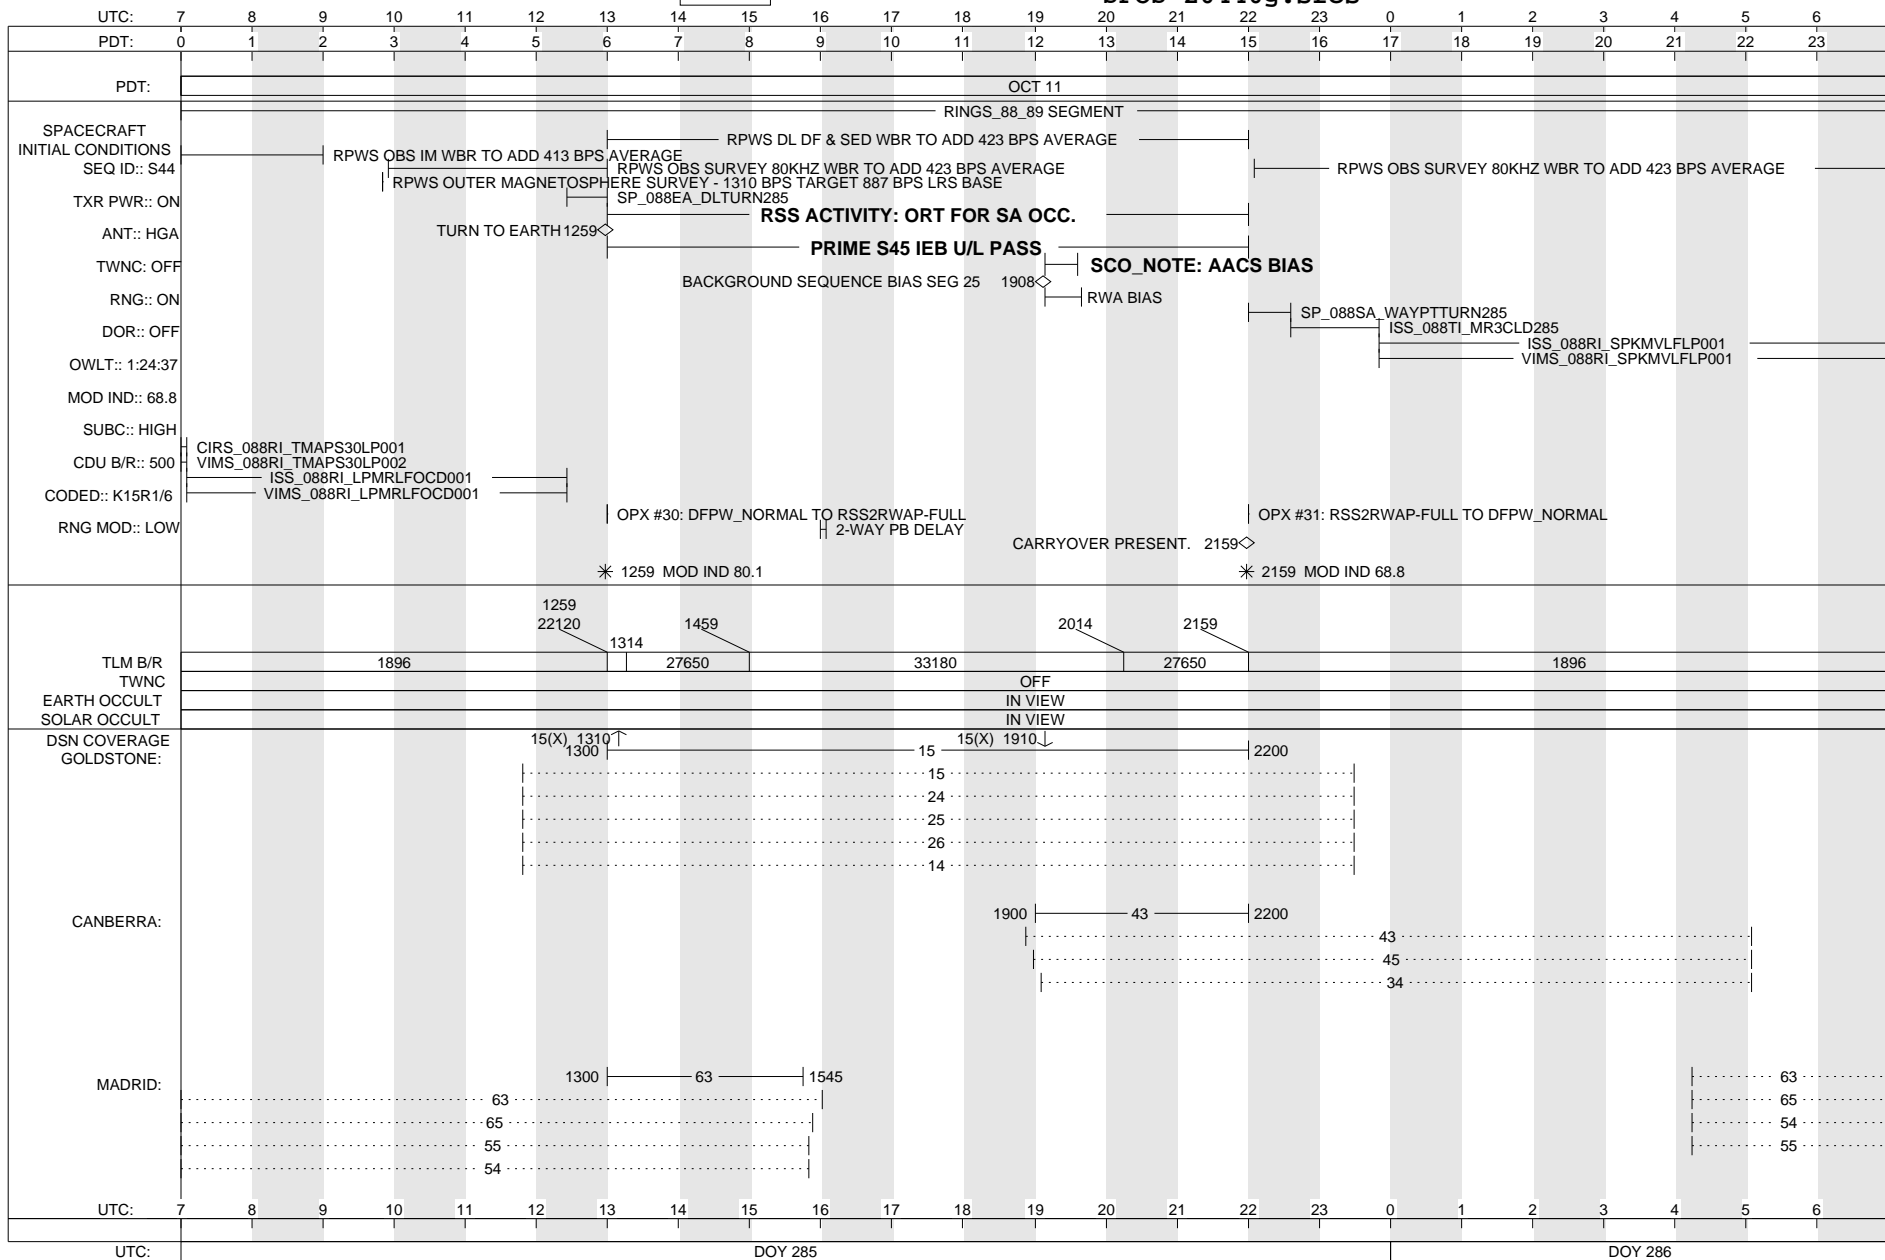 UTC: 7 8 9 10 11 12 13 14 15 16 17 18 19 20 21 22 23 0 1 2 3 4 5 6
PDT: 0 1 2 3 4 5 6 7 8 9 10 11 12 13 14 15 16 17 18 19 20 21 22 23
PDT: OCT 11
RINGS_88_89 SEGMENT
SPACECRAFT
INITIAL CONDITIONS
SEQ ID:: S44
TXR PWR:: ON
ANT:: HGA
TWNC: OFF
RNG:: ON
DOR:: OFF
OWLT:: 1:24:37
MOD IND:: 68.8
SUBC:: HIGH
CDU B/R:: 500
CODED:: K15R1/6
RNG MOD:: LOW
RPWS DL DF & SED WBR TO ADD 423 BPS AVERAGE
RPWS OBS IM WBR TO ADD 413 BPS AVERAGE
RPWS OBS SURVEY 80KHZ WBR TO ADD 423 BPS AVERAGE
RPWS OBS SURVEY 80KHZ WBR TO ADD 423 BPS AVERAGE
RPWS OUTER MAGNETOSPHERE SURVEY - 1310 BPS TARGET 887 BPS LRS BASE
SP_088EA_DLTURN285
RSS ACTIVITY: ORT FOR SA OCC.
TURN TO EARTH 1259
PRIME S45 IEB U/L PASS
SCO_NOTE: AACS BIAS
BACKGROUND SEQUENCE BIAS SEG 25 1908
RWA BIAS
SP_088SA_WAYPTTURN285
ISS_088TI_MR3CLD285
ISS_088RI_SPKMVLFLP001
VIMS_088RI_SPKMVLFLP001
CIRS_088RI_TMAPS30LP001
VIMS_088RI_TMAPS30LP002
ISS_088RI_LPMRLFOCD001
VIMS_088RI_LPMRLFOCD001
OPX #30: DFPW_NORMAL TO RSS2RWAP-FULL
OPX #31: RSS2RWAP-FULL TO DFPW_NORMAL
2-WAY PB DELAY
CARRYOVER PRESENT. 2159
1259 MOD IND 80.1
2159 MOD IND 68.8
1259
22120 1459 2014 2159
1314
TLM B/R 1896 27650 33180 27650 1896
TWNC OFF
EARTH OCCULT IN VIEW
SOLAR OCCULT IN VIEW
DSN COVERAGE 15(X) 1310 15(X) 1910
GOLDSTONE: 1300 15 2200
15
24
25
26
14
CANBERRA: 1900 43 2200
43
45
34
MADRID: 1300 63 1545 63
63 65
65 54
55 55
54
UTC: 7 8 9 10 11 12 13 14 15 16 17 18 19 20 21 22 23 0 1 2 3 4 5 6
UTC: DOY 285 DOY 286